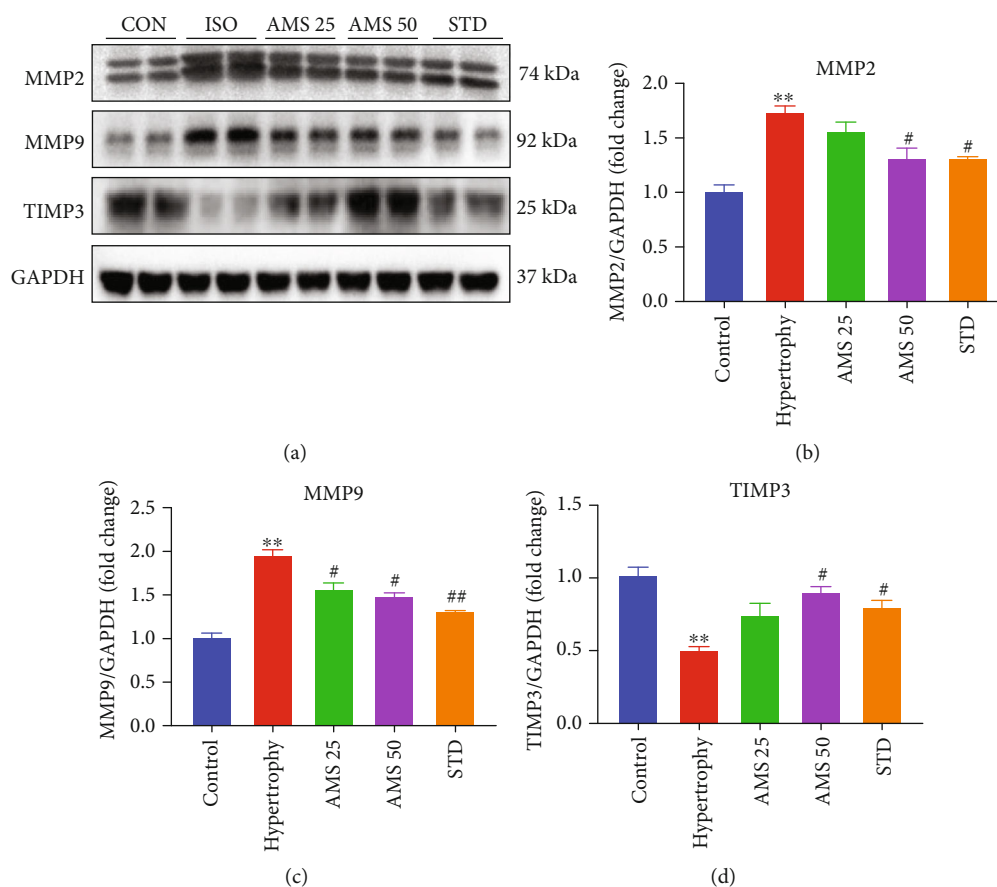 CON ISO AMS 25 AMS 50 STD
MMP2 74 kDa
MMP9 92 kDa
TIMP3 25 kDa
GAPDH 37 kDa
(a)
MMP2
MMP2/GAPDH (fold change)
2.0
1.5
1.0
0.5
0.0
** # #
Control Hypertrophy AMS 25 AMS 50 STD
(b)
MMP9
MMP9/GAPDH (fold change)
2.5
2.0
1.5
1.0
0.5
0.0
** # # ##
Control Hypertrophy AMS 25 AMS 50 STD
(c)
TIMP3
TIMP3/GAPDH (fold change)
1.5
1.0
0.5
0.0
** # #
Control Hypertrophy AMS 25 AMS 50 STD
(d)